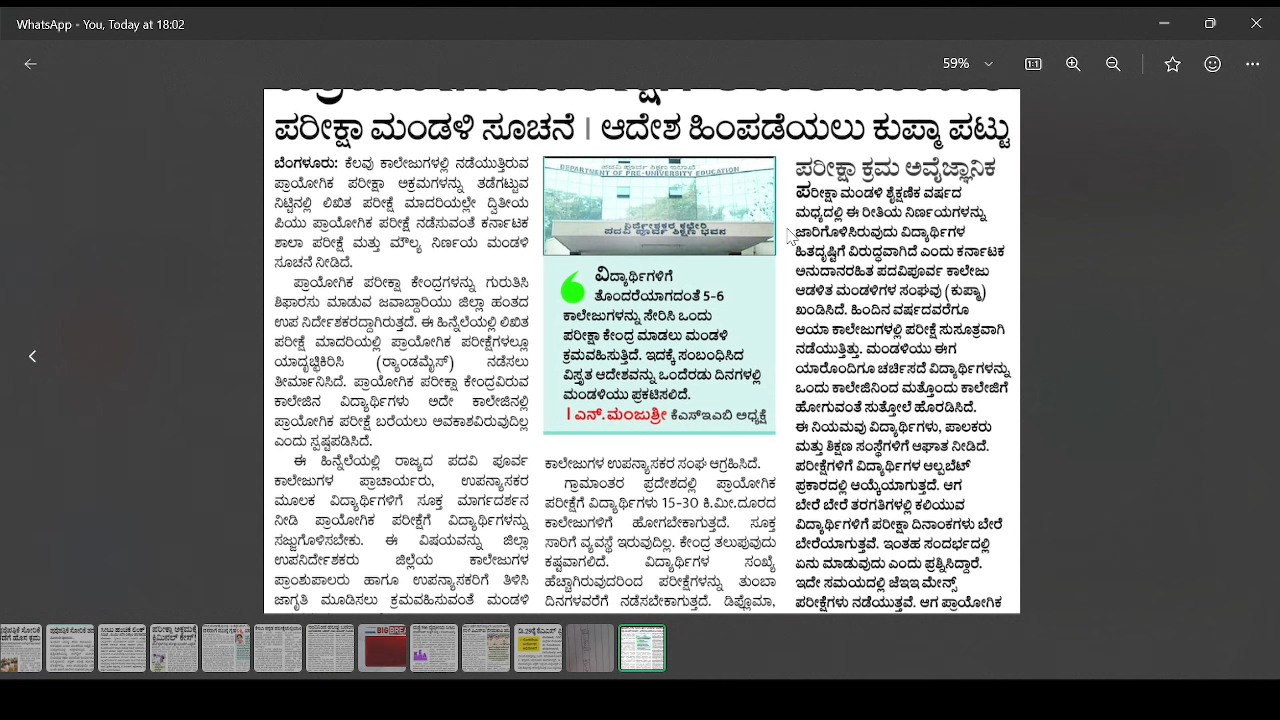 WhatsApp - You, Today at 18:02
59%
ಪರೀಕ್ಷಾ ಮಂಡಳಿ ಸೂಚನೆ | ಆದೇಶ ಹಿಂಪಡೆಯಲು ಕುಪ್ಮಾ ಪಟ್ಟು
ಬೆಂಗಳೂರು: ಕೆಲವು ಕಾಲೇಜುಗಳಲ್ಲಿ ನಡೆಯುತ್ತಿರುವ
ಪ್ರಾಯೋಗಿಕ ಪರೀಕ್ಷಾ ಆಕ್ರಮಗಳನ್ನು ತಡೆಗಟ್ಟುವ
ನಿಟ್ಟಿನಲ್ಲಿ ಲಿಖಿತ ಪರೀಕ್ಷೆ ಮಾದರಿಯಲ್ಲೇ ದ್ವಿತೀಯ
ಪಿಯು ಪ್ರಾಯೋಗಿಕ ಪರೀಕ್ಷೆ ನಡೆಸುವಂತೆ ಕರ್ನಾಟಕ
ಶಾಲಾ ಪರೀಕ್ಷೆ ಮತ್ತು ಮೌಲ್ಯ ನಿರ್ಣಯ ಮಂಡಳಿ
ಸೂಚನೆ ನೀಡಿದೆ.
ಪ್ರಾಯೋಗಿಕ ಪರೀಕ್ಷಾ ಕೇಂದ್ರಗಳನ್ನು ಗುರುತಿಸಿ
ಶಿಫಾರಸು ಮಾಡುವ ಜವಾಬ್ದಾರಿಯು ಜಿಲ್ಲಾ ಹಂತದ
ಉಪ ನಿರ್ದೇಶಕರದ್ದಾಗಿರುತ್ತದೆ. ಈ ಹಿನ್ನೆಲೆಯಲ್ಲಿ ಲಿಖಿತ
ಪರೀಕ್ಷೆ ಮಾದರಿಯಲ್ಲಿ ಪ್ರಾಯೋಗಿಕ ಪರೀಕ್ಷೆಗಳಲ್ಲೂ
ಯಾದೃಚ್ಛಿಕರಿಸಿ (ರ‍್ಯಾಂಡಮೈಸ್) ನಡೆಸಲು
ತೀರ್ಮಾನಿಸಿದೆ. ಪ್ರಾಯೋಗಿಕ ಪರೀಕ್ಷಾ ಕೇಂದ್ರವಿರುವ
ಕಾಲೇಜಿನ ವಿದ್ಯಾರ್ಥಿಗಳು ಅದೇ ಕಾಲೇಜಿನಲ್ಲಿ
ಪ್ರಾಯೋಗಿಕ ಪರೀಕ್ಷೆ ಬರೆಯಲು ಅವಕಾಶವಿರುವುದಿಲ್ಲ
ಎಂದು ಸ್ಪಷ್ಟಪಡಿಸಿದೆ.
ಈ ಹಿನ್ನೆಲೆಯಲ್ಲಿ ರಾಜ್ಯದ ಪದವಿ ಪೂರ್ವ
ಕಾಲೇಜುಗಳ ಪ್ರಾಚಾರ್ಯರು, ಉಪನ್ಯಾಸಕರ
ಮೂಲಕ ವಿದ್ಯಾರ್ಥಿಗಳಿಗೆ ಸೂಕ್ತ ಮಾರ್ಗದರ್ಶನ
ನೀಡಿ ಪ್ರಾಯೋಗಿಕ ಪರೀಕ್ಷೆಗೆ ವಿದ್ಯಾರ್ಥಿಗಳನ್ನು
ಸಜ್ಜುಗೊಳಿಸಬೇಕು. ಈ ವಿಷಯವನ್ನು ಜಿಲ್ಲಾ
ಉಪನಿರ್ದೇಶಕರು ಜಿಲ್ಲೆಯ ಕಾಲೇಜುಗಳ
ಪ್ರಾಂಶುಪಾಲರು ಹಾಗೂ ಉಪನ್ಯಾಸಕರಿಗೆ ತಿಳಿಸಿ
ಜಾಗೃತಿ ಮೂಡಿಸಲು ಕ್ರಮವಹಿಸುವಂತೆ ಮಂಡಳಿ
ಪದವಿ ಪೂರ್ವ ಶಿಕ್ಷಣ ಇಲಾಖೆ
DEPARTMENT OF PRE-UNIVERSITY EDUCATION
ನಿರ್ದೇಶಕರ ಕಚೇರಿ
ಪದವಿ ಪೂರ್ವ ಶಿಕ್ಷಣ ಭವನ
ವಿದ್ಯಾರ್ಥಿಗಳಿಗೆ
ತೊಂದರೆಯಾಗದಂತೆ 5-6
ಕಾಲೇಜುಗಳನ್ನು ಸೇರಿಸಿ ಒಂದು
ಪರೀಕ್ಷಾ ಕೇಂದ್ರ ಮಾಡಲು ಮಂಡಳಿ
ಕ್ರಮವಹಿಸುತ್ತಿದೆ. ಇದಕ್ಕೆ ಸಂಬಂಧಿಸಿದ
ವಿಸ್ತೃತ ಆದೇಶವನ್ನು ಒಂದೆರಡು ದಿನಗಳಲ್ಲಿ
ಮಂಡಳಿಯು ಪ್ರಕಟಿಸಲಿದೆ.
| ಎನ್.ಮಂಜುಶ್ರೀ ಕೆಎಸ್ಇಎಬಿ ಅಧ್ಯಕ್ಷೆ
ಕಾಲೇಜುಗಳ ಉಪನ್ಯಾಸಕರ ಸಂಘ ಆಗ್ರಹಿಸಿದೆ.
ಗ್ರಾಮಾಂತರ ಪ್ರದೇಶದಲ್ಲಿ ಪ್ರಾಯೋಗಿಕ
ಪರೀಕ್ಷೆಗೆ ವಿದ್ಯಾರ್ಥಿಗಳು 15-30 ಕಿ.ಮೀ.ದೂರದ
ಕಾಲೇಜುಗಳಿಗೆ ಹೋಗಬೇಕಾಗುತ್ತದೆ. ಸೂಕ್ತ
ಸಾರಿಗೆ ವ್ಯವಸ್ಥೆ ಇರುವುದಿಲ್ಲ. ಕೇಂದ್ರ ತಲುಪುವುದು
ಕಷ್ಟವಾಗಲಿದೆ. ವಿದ್ಯಾರ್ಥಿಗಳ ಸಂಖ್ಯೆ
ಹೆಚ್ಚಾಗಿರುವುದರಿಂದ ಪರೀಕ್ಷೆಗಳನ್ನು ತುಂಬಾ
ದಿನಗಳವರೆಗೆ ನಡೆಸಬೇಕಾಗುತ್ತದೆ. ಡಿಪ್ಲೊಮಾ,
ಪರೀಕ್ಷಾ ಕ್ರಮ ಅವೈಜ್ಞಾನಿಕ
ಪರೀಕ್ಷಾ ಮಂಡಳಿ ಶೈಕ್ಷಣಿಕ ವರ್ಷದ
ಮಧ್ಯದಲ್ಲಿ ಈ ರೀತಿಯ ನಿರ್ಣಯಗಳನ್ನು
ಜಾರಿಗೊಳಿಸಿರುವುದು ವಿದ್ಯಾರ್ಥಿಗಳ
ಹಿತದೃಷ್ಟಿಗೆ ವಿರುದ್ಧವಾಗಿದೆ ಎಂದು ಕರ್ನಾಟಕ
ಅನುದಾನರಹಿತ ಪದವಿಪೂರ್ವ ಕಾಲೇಜು
ಆಡಳಿತ ಮಂಡಳಿಗಳ ಸಂಘವು (ಕುಪ್ಮಾ)
ಖಂಡಿಸಿದೆ. ಹಿಂದಿನ ವರ್ಷದವರೆಗೂ
ಆಯಾ ಕಾಲೇಜುಗಳಲ್ಲಿ ಪರೀಕ್ಷೆ ಸುಸೂತ್ರವಾಗಿ
ನಡೆಯುತ್ತಿತ್ತು. ಮಂಡಳಿಯು ಈಗ
ಯಾರೊಂದಿಗೂ ಚರ್ಚಿಸದೆ ವಿದ್ಯಾರ್ಥಿಗಳನ್ನು
ಒಂದು ಕಾಲೇಜಿನಿಂದ ಮತ್ತೊಂದು ಕಾಲೇಜಿಗೆ
ಹೋಗುವಂತೆ ಸುತ್ತೋಲೆ ಹೊರಡಿಸಿದೆ.
ಈ ನಿಯಮವು ವಿದ್ಯಾರ್ಥಿಗಳು, ಪಾಲಕರು
ಮತ್ತು ಶಿಕ್ಷಣ ಸಂಸ್ಥೆಗಳಿಗೆ ಆಘಾತ ನೀಡಿದೆ.
ಪರೀಕ್ಷೆಗಳಿಗೆ ವಿದ್ಯಾರ್ಥಿಗಳ ಆಲ್ಫಬೆಟ್
ಪ್ರಕಾರದಲ್ಲಿ ಆಯ್ಕೆಯಾಗುತ್ತದೆ. ಆಗ
ಬೇರೆ ಬೇರೆ ತರಗತಿಗಳಲ್ಲಿ ಕಲಿಯುವ
ವಿದ್ಯಾರ್ಥಿಗಳಿಗೆ ಪರೀಕ್ಷಾ ದಿನಾಂಕಗಳು ಬೇರೆ
ಬೇರೆಯಾಗುತ್ತವೆ. ಇಂತಹ ಸಂದರ್ಭದಲ್ಲಿ
ಏನು ಮಾಡುವುದು ಎಂದು ಪ್ರಶ್ನಿಸಿದ್ದಾರೆ.
ಇದೇ ಸಮಯದಲ್ಲಿ ಜೆಇಇ ಮೇನ್ಸ್
ಪರೀಕ್ಷೆಗಳು ನಡೆಯುತ್ತವೆ. ಆಗ ಪ್ರಾಯೋಗಿಕ